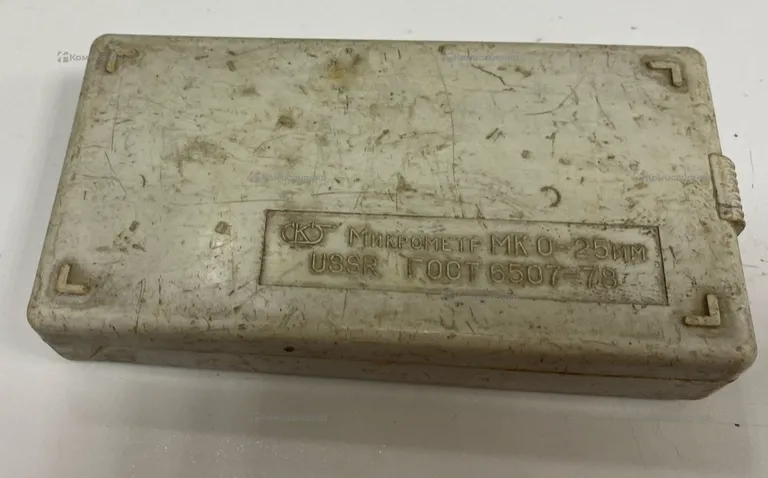 Микрометр МК 0-25мм
USSR ГОСТ 6507-78